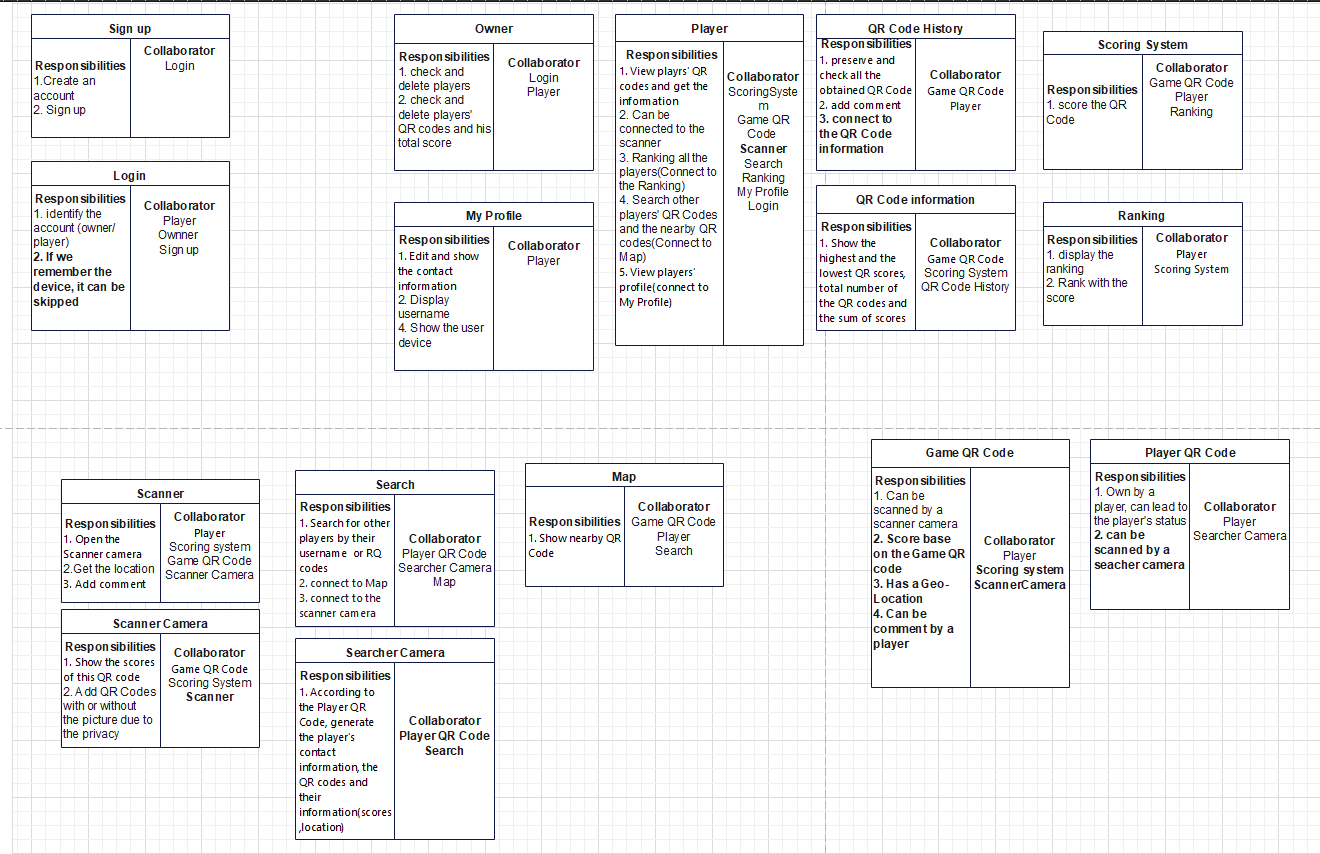 Sign up
Responsibilities
1.Create an
account
2. Sign up
Collaborator
Login
Login
Responsibilities
1. identify the
account (owner/
player)
2. If we
remember the
device, it can be
skipped
Collaborator
Player
Ownner
Sign up
Owner
Responsibilities
1. check and
delete players
2. check and
delete players'
QR codes and his
total score
Collaborator
Login
Player
My Profile
Responsibilities
1. Edit and show
the contact
information
2. Display
username
4. Show the user
device
Collaborator
Player
Player
Responsibilities
1. View playrs' QR
codes and get the
information
2. Can be
connected to the
scanner
3. Ranking all the
players(Connect to
the Ranking)
4. Search other
players' QR Codes
and the nearby QR
codes(Connect to
Map)
5. View players'
profile(connect to
My Profile)
Collaborator
ScoringSyste
m
Game QR
Code
Scanner
Search
Ranking
My Profile
Login
QR Code History
Responsibilities
1. preserve and
check all the
obtained QR Code
2. add comment
3. connect to
the QR Code
information
Collaborator
Game QR Code
Player
QR Code information
Responsibilities
1. Show the
highest and the
lowest QR scores,
total number of
the QR codes and
the sum of scores
Collaborator
Game QR Code
Scoring System
QR Code History
Scoring System
Responsibilities
1. score the QR
Code
Collaborator
Game QR Code
Player
Ranking
Ranking
Responsibilities
1. display the
ranking
2. Rank with the
score
Collaborator
Player
Scoring System
Scanner
Responsibilities
1. Open the
Scanner camera
2.Get the location
3. Add comment
Collaborator
Player
Scoring system
Game QR Code
Scanner Camera
Scanner Camera
Responsibilities
1. Show the scores
of this QR code
2. Add QR Codes
with or without
the picture due to
the privacy
Collaborator
Game QR Code
Scoring System
Scanner
Search
Responsibilities
1. Search for other
players by their
username or RQ
codes
2. connect to Map
3. connect to the
scanner camera
Collaborator
Player QR Code
Searcher Camera
Map
Searcher Camera
Responsibilities
1. According to
the Player QR
Code, generate
the player's
contact
information, the
QR codes and
their
information(scores
,location)
Collaborator
Player QR Code
Search
Map
Responsibilities
1. Show nearby QR
Code
Collaborator
Game QR Code
Player
Search
Game QR Code
Responsibilities
1. Can be
scanned by a
scanner camera
2. Score base
on the Game QR
code
3. Has a Geo-
Location
4. Can be
comment by a
player
Collaborator
Player
Scoring system
ScannerCamera
Player QR Code
Responsibilities
1. Own by a
player, can lead to
the player's status
2. can be
scanned by a
seacher camera
Collaborator
Player
Searcher Camera